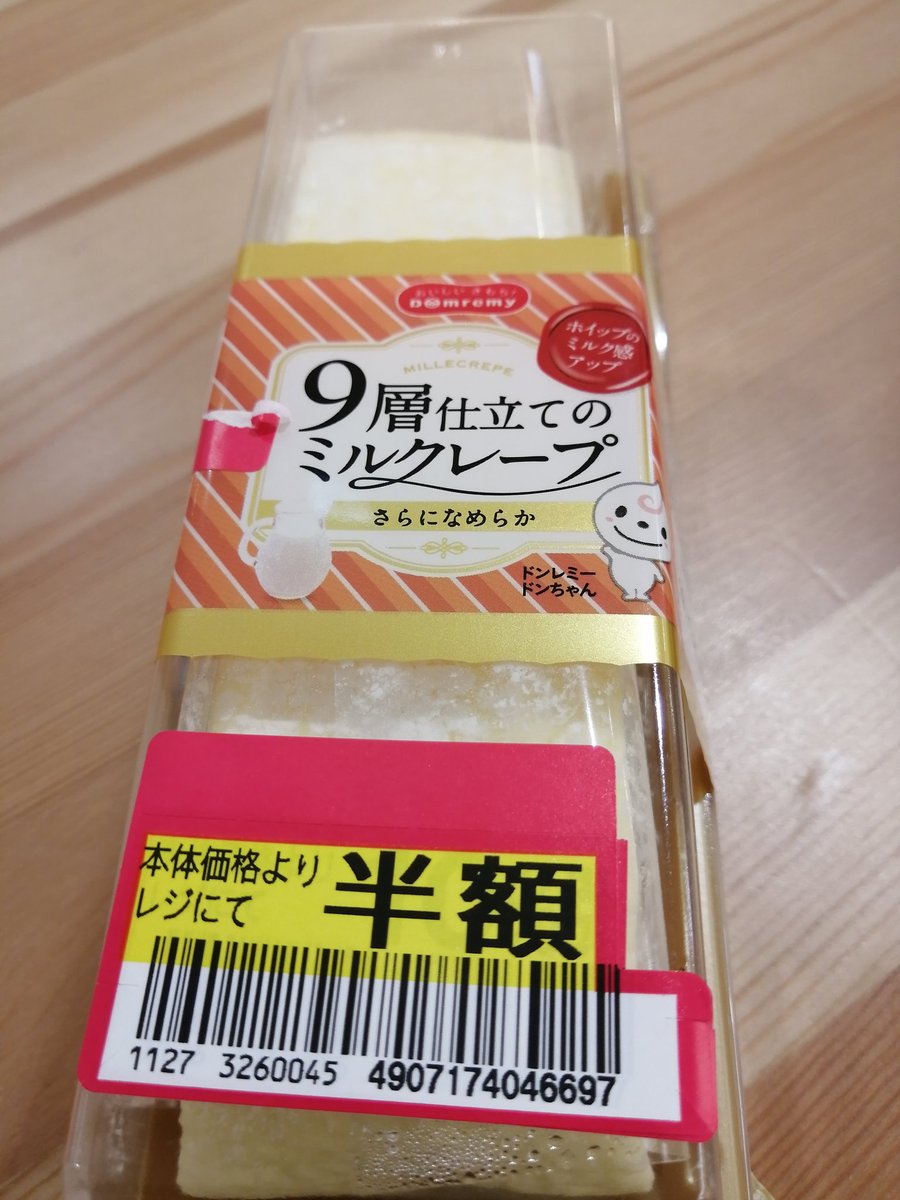 おいしいきもち!
Domremy
ホイップの
ミルク感
アップ
MILLECREPE
9層仕立ての
ミルクレープ
さらになめらか
ドンレミー
ドンちゃん
本体価格より
レジにて
半額
1127 3260045 4907174046697